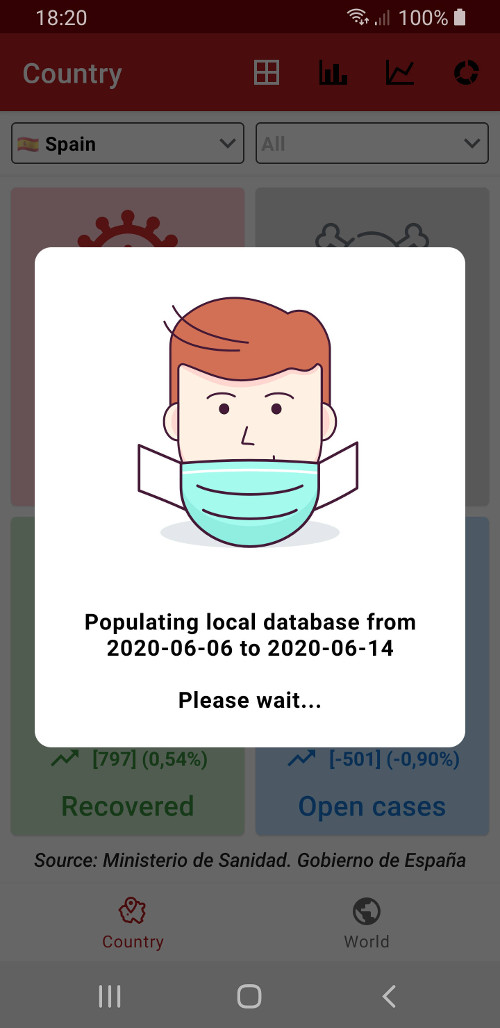 18:20
100%
Country
Spain
All
Populating local database from
2020-06-06 to 2020-06-14
Please wait...
[797] (0,54%)
[-501] (-0,90%)
Recovered
Open cases
Source: Ministerio de Sanidad. Gobierno de España
Country
World